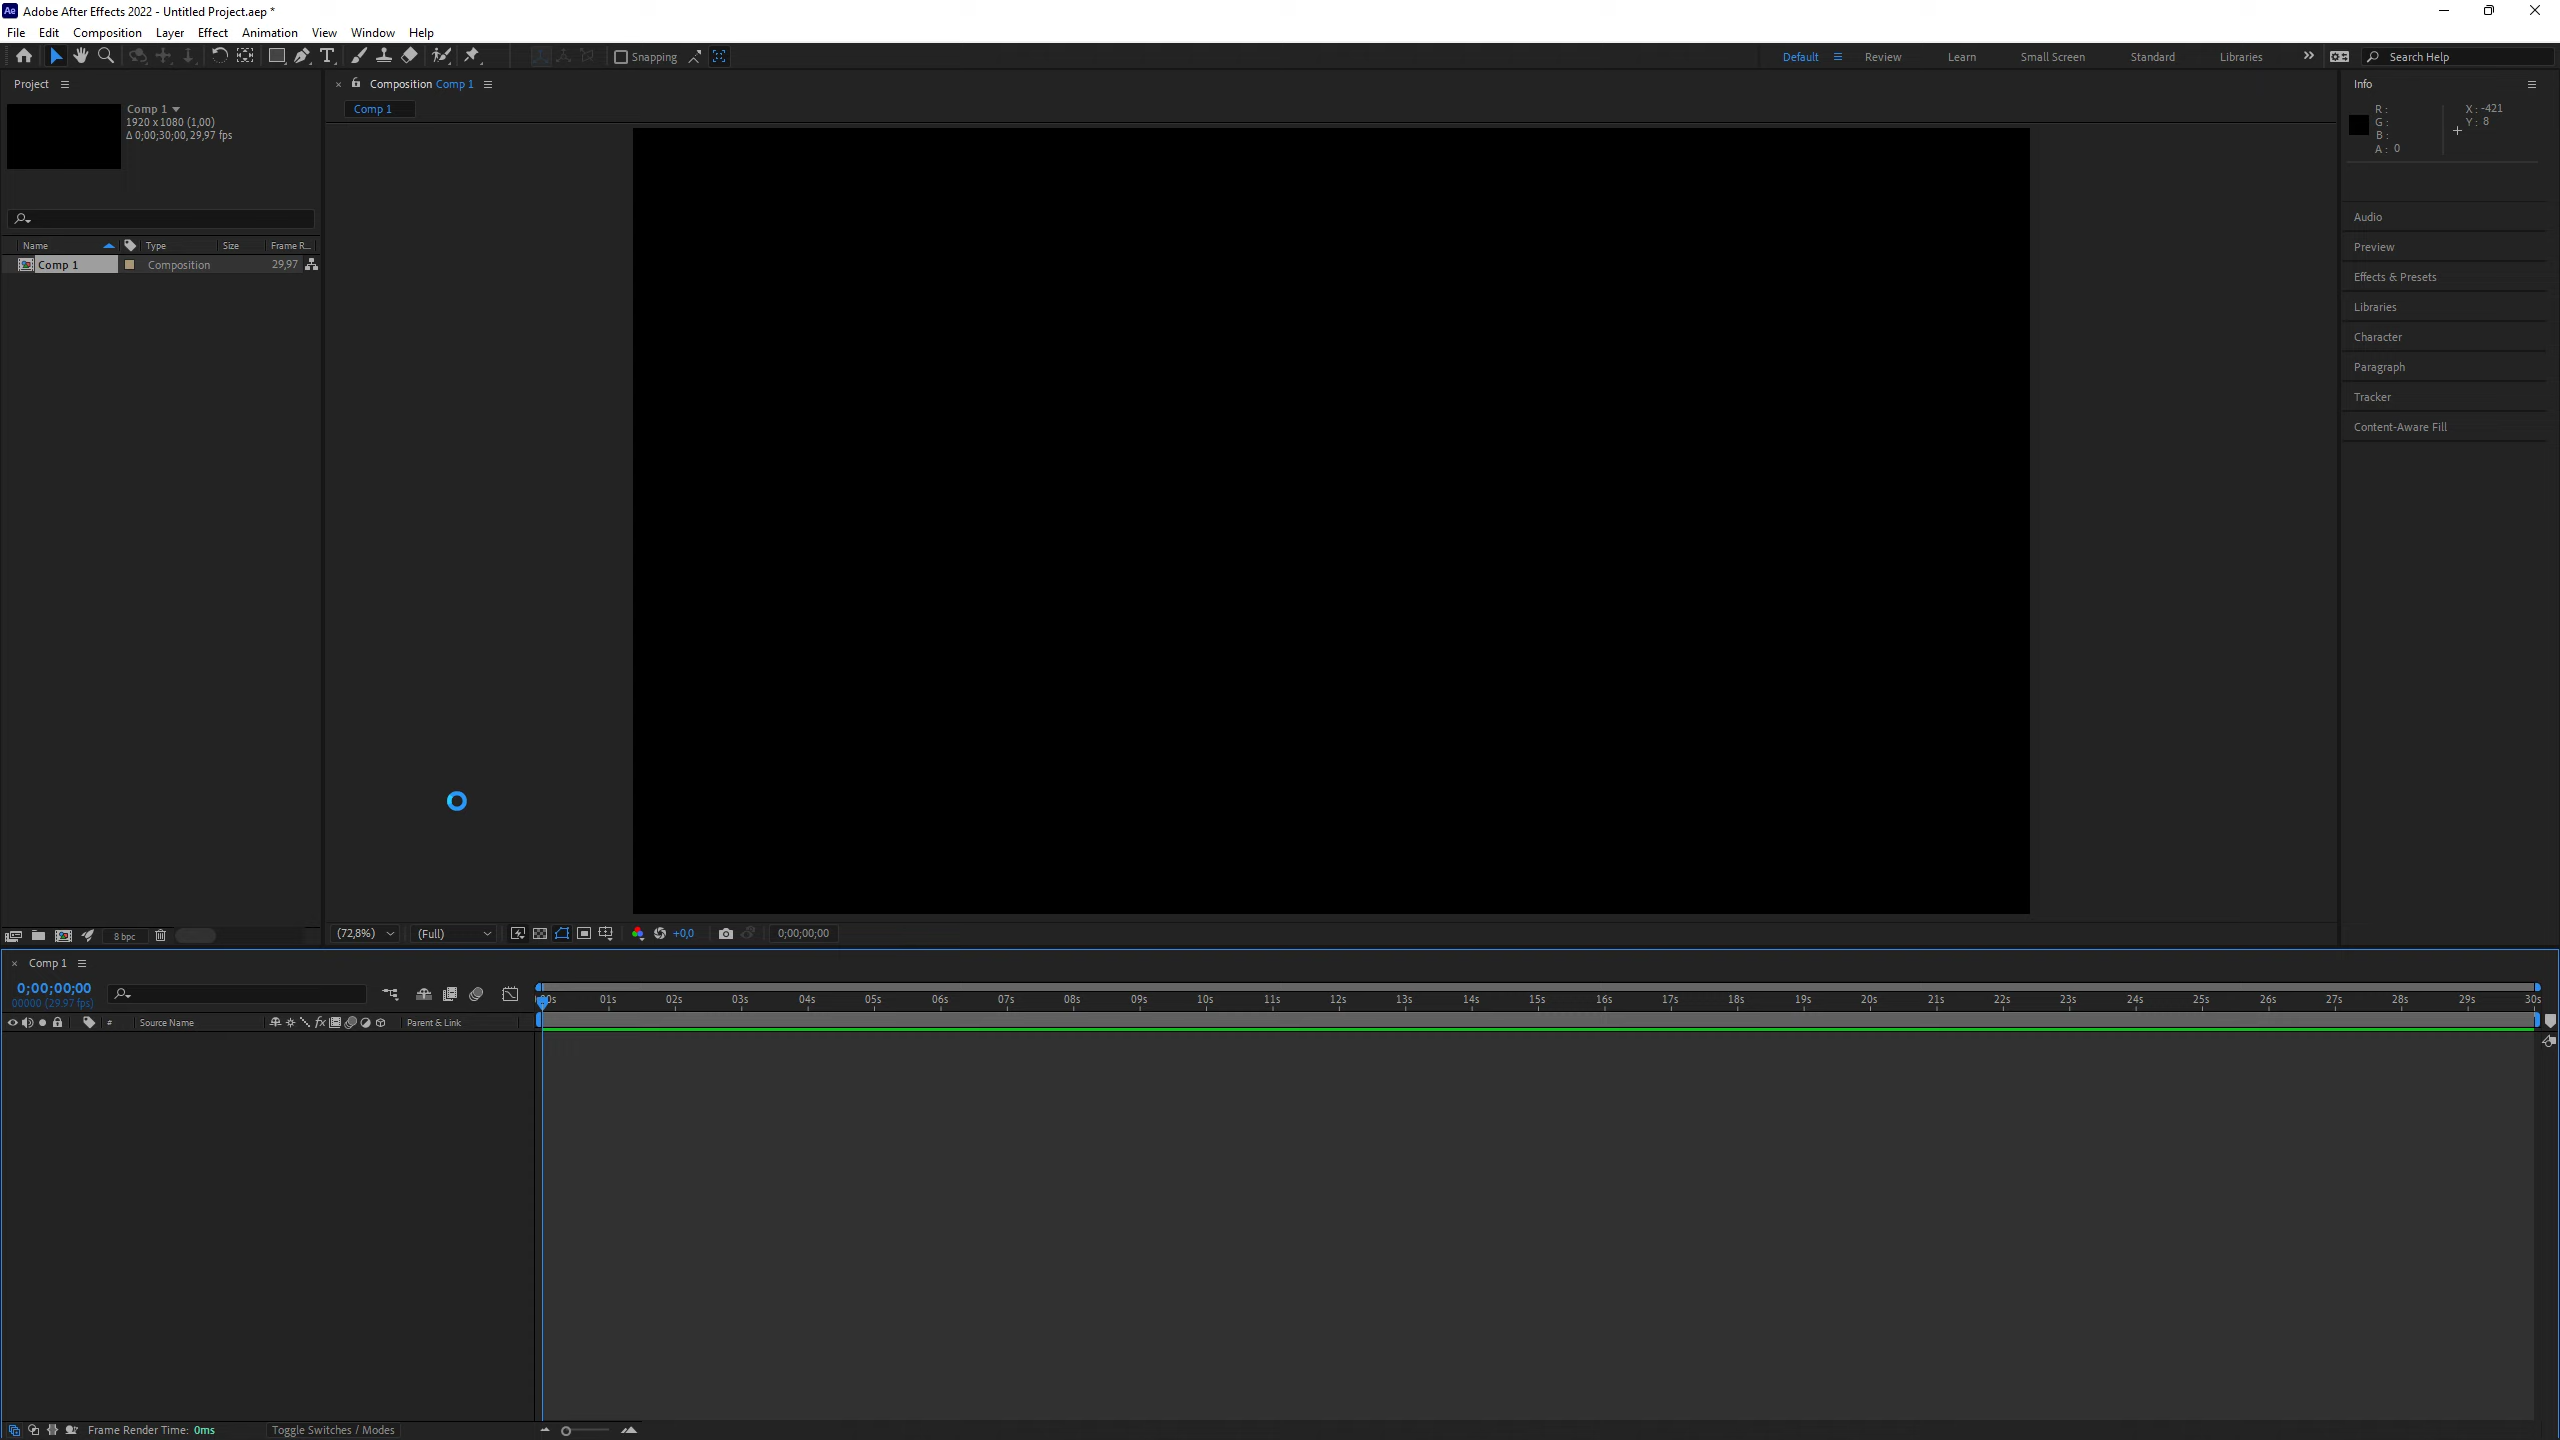 Adobe After Effects 2022 - Untitled Project.aep *
File Edit Composition Layer Effect Animation View Window Help
Snapping
Default Review Learn Small Screen Standard Libraries Search Help
Project
Comp 1
1920 x 1080 (1,00)
Δ 0;00;30;00, 29,97 fps
Name Type Size Frame R...
Comp 1 Composition 29,97
8 bpc
Composition Comp 1
Comp 1
(72,8%) (Full) +0,0 0;00;00;00
Info
R :
G :
B :
A : 0
X : -421
Y : 8
Audio
Preview
Effects & Presets
Libraries
Character
Paragraph
Tracker
Content-Aware Fill
Comp 1
0;00;00;00
00000 (29.97 fps)
00s 01s 02s 03s 04s 05s 06s 07s 08s 09s 10s 11s 12s 13s 14s 15s 16s 17s 18s 19s 20s 21s 22s 23s 24s 25s 26s 27s 28s 29s 30s
# Source Name fx Parent & Link
Frame Render Time: 0ms Toggle Switches / Modes